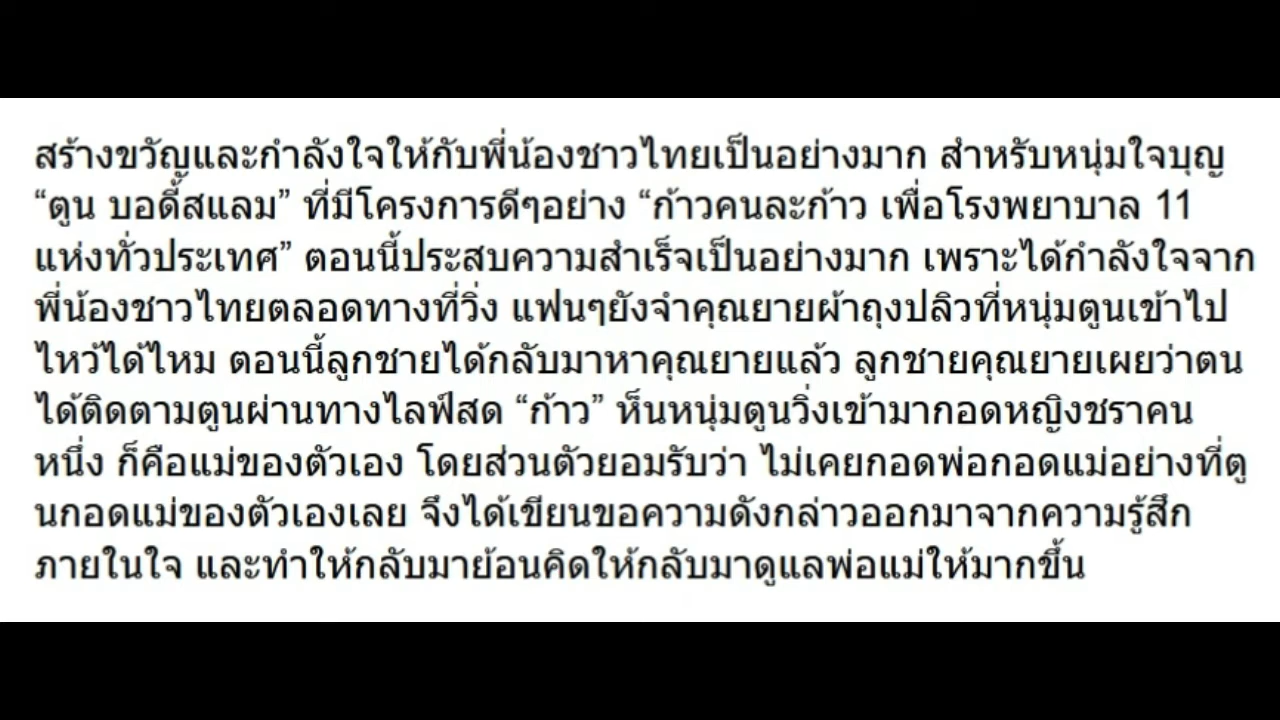 สร้างขวัญและกำลังใจให้กับพี่น้องชาวไทยเป็นอย่างมาก สำหรับหนุ่มใจบุญ
“ตูน บอดี้สแลม” ที่มีโครงการดีๆอย่าง “ก้าวคนละก้าว เพื่อโรงพยาบาล 11
แห่งทั่วประเทศ” ตอนนี้ประสบความสำเร็จเป็นอย่างมาก เพราะได้กำลังใจจาก
พี่น้องชาวไทยตลอดทางที่วิ่ง แฟนๆยังจำคุณยายผ้าถุงปลิวที่หนุ่มตูนเข้าไป
ไหว้ได้ไหม ตอนนี้ลูกชายได้กลับมาหาคุณยายแล้ว ลูกชายคุณยายเผยว่าตน
ได้ติดตามตูนผ่านทางไลฟ์สด “ก้าว” ห็นหนุ่มตูนวิ่งเข้ามากอดหญิงชราคน
หนึ่ง ก็คือแม่ของตัวเอง โดยส่วนตัวยอมรับว่า ไม่เคยกอดพ่อกอดแม่อย่างที่ตู
นกอดแม่ของตัวเองเลย จึงได้เขียนขอความดังกล่าวออกมาจากความรู้สึก
ภายในใจ และทำให้กลับมาย้อนคิดให้กลับมาดูแลพ่อแม่ให้มากขึ้น